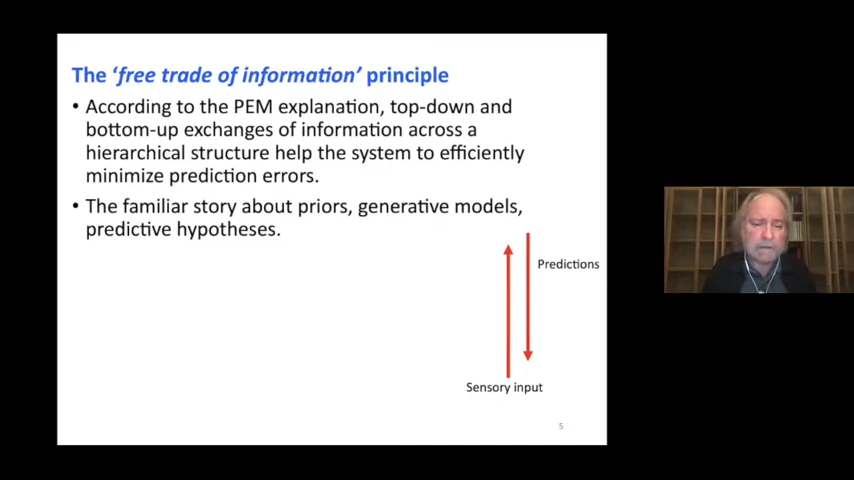 The ‘free trade of information’ principle
• According to the PEM explanation, top-down and
bottom-up exchanges of information across a
hierarchical structure help the system to efficiently
minimize prediction errors.
• The familiar story about priors, generative models,
predictive hypotheses.
Predictions
Sensory input
5